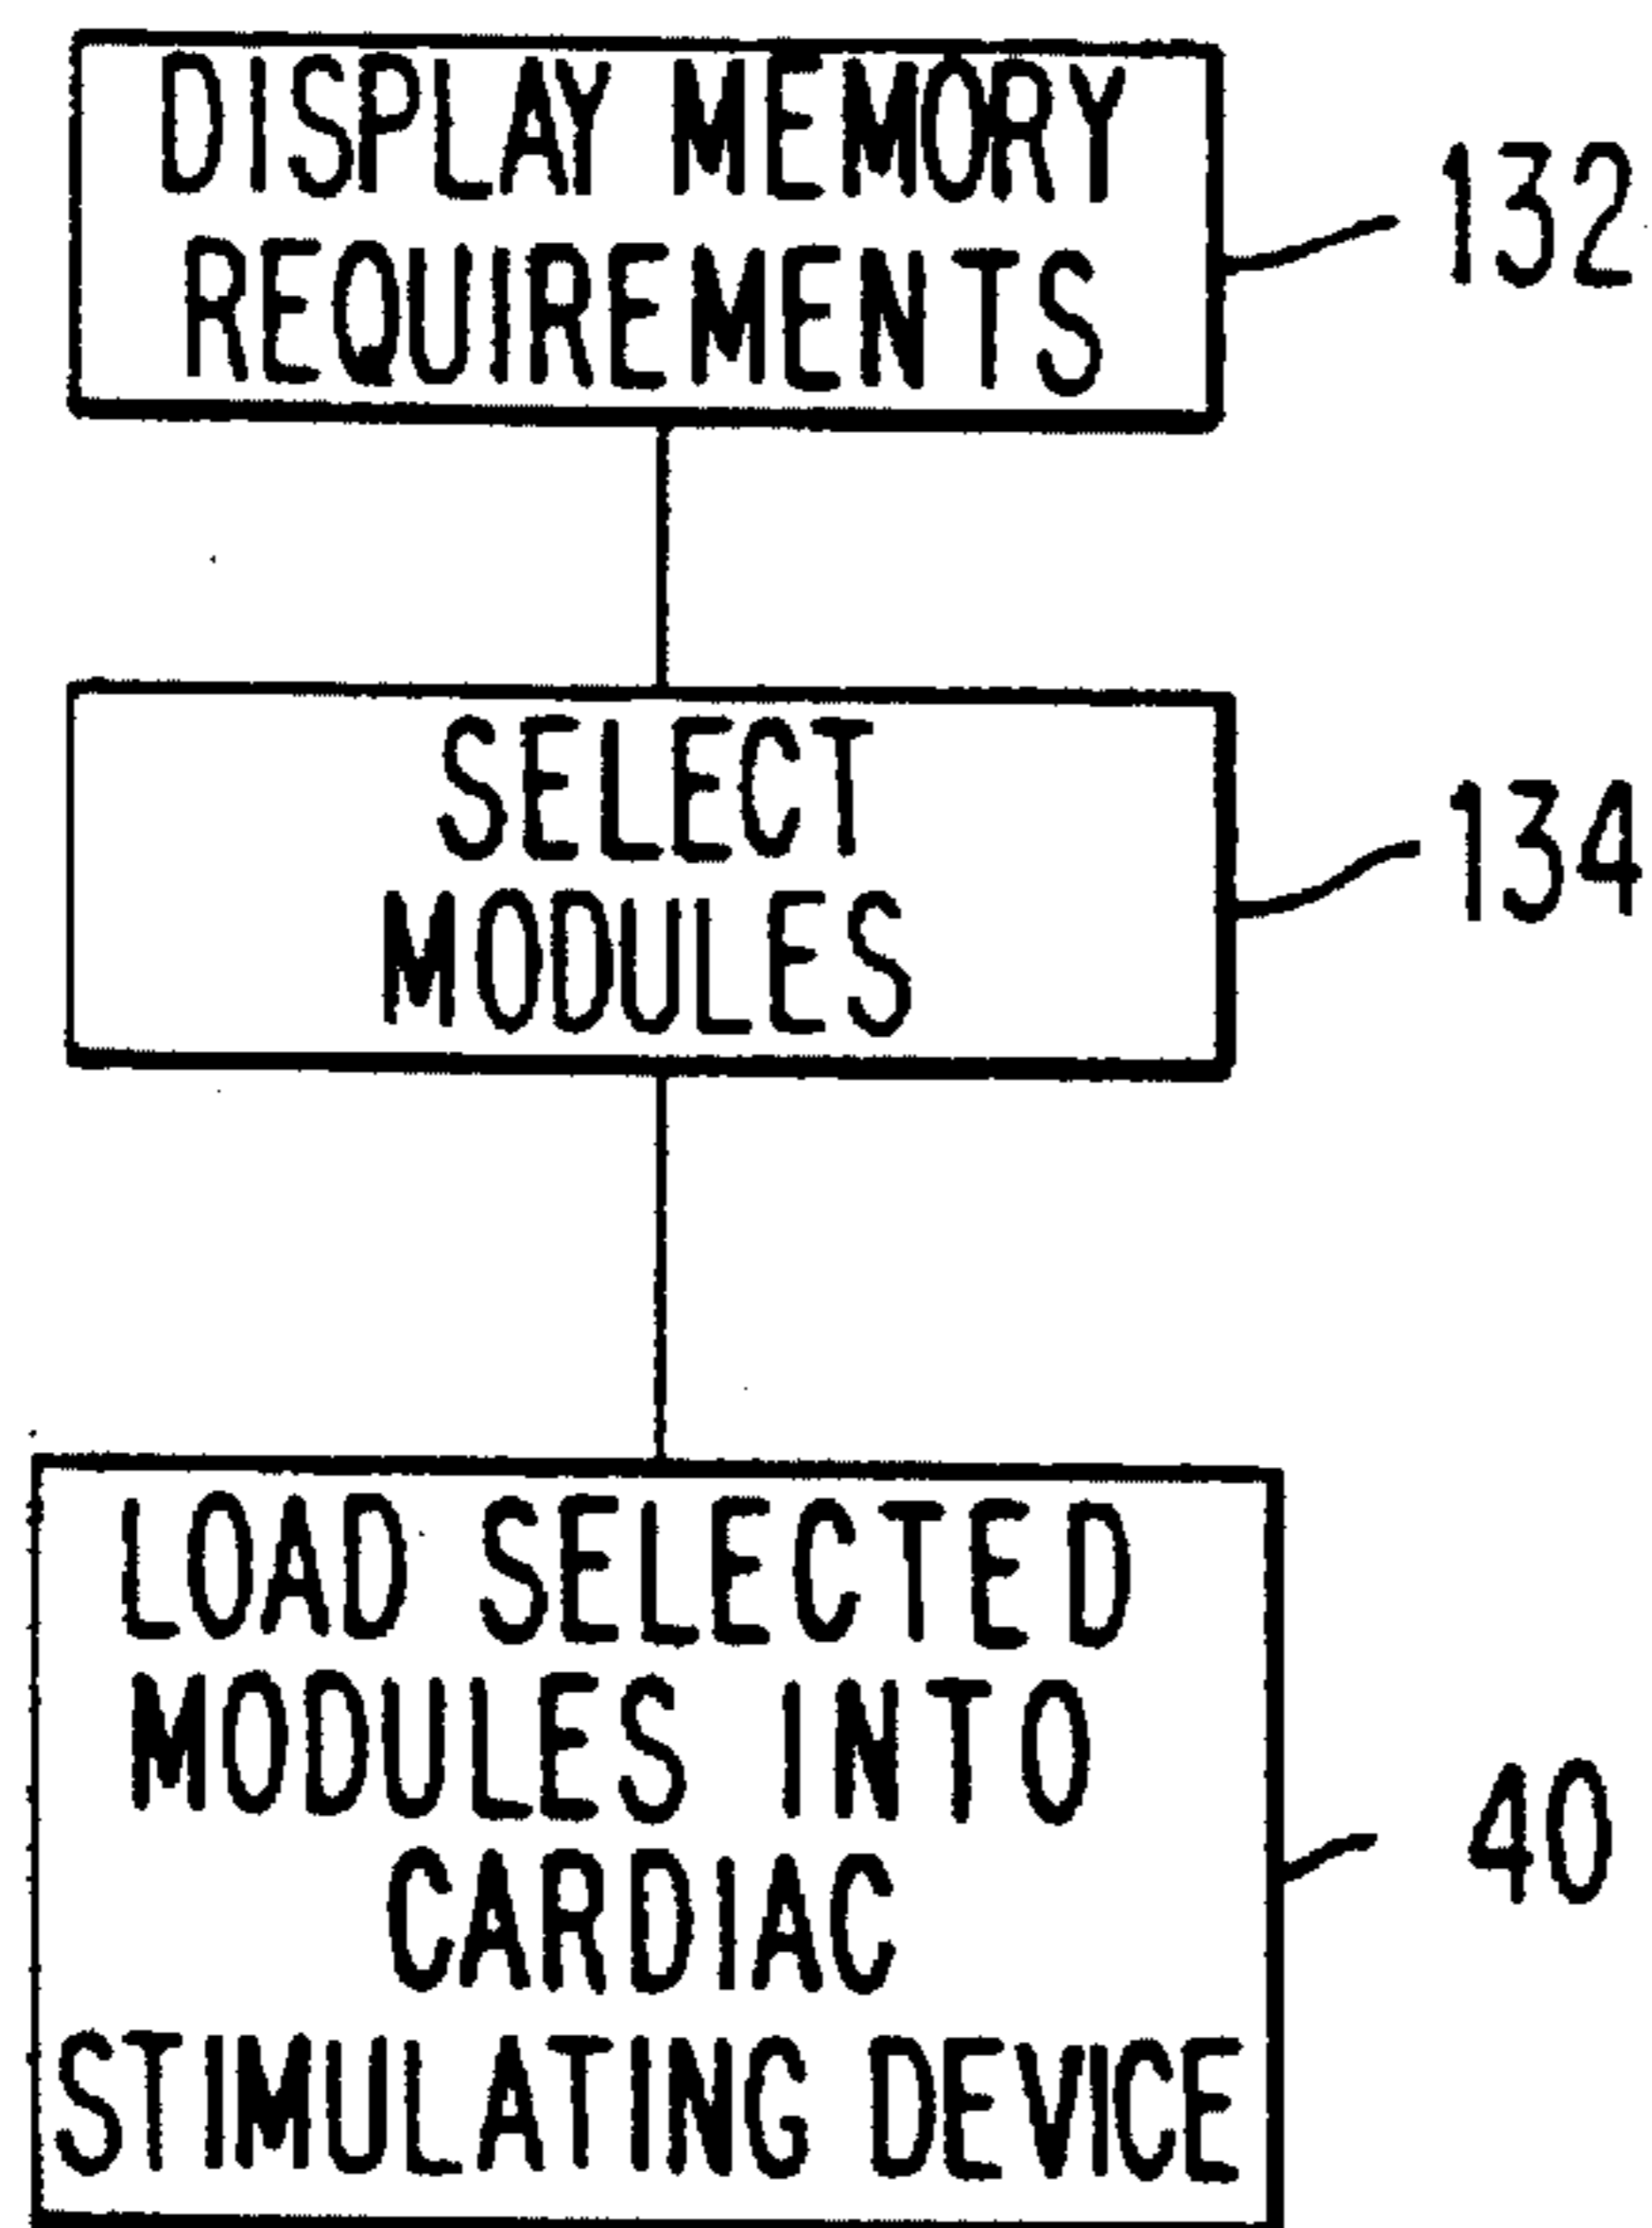 DISPLAY MEMORY
REQUIREMENTS
132
SELECT
MODULES
134
LOAD SELECTED
MODULES INTO
CARDIAC
STIMULATING DEVICE
40